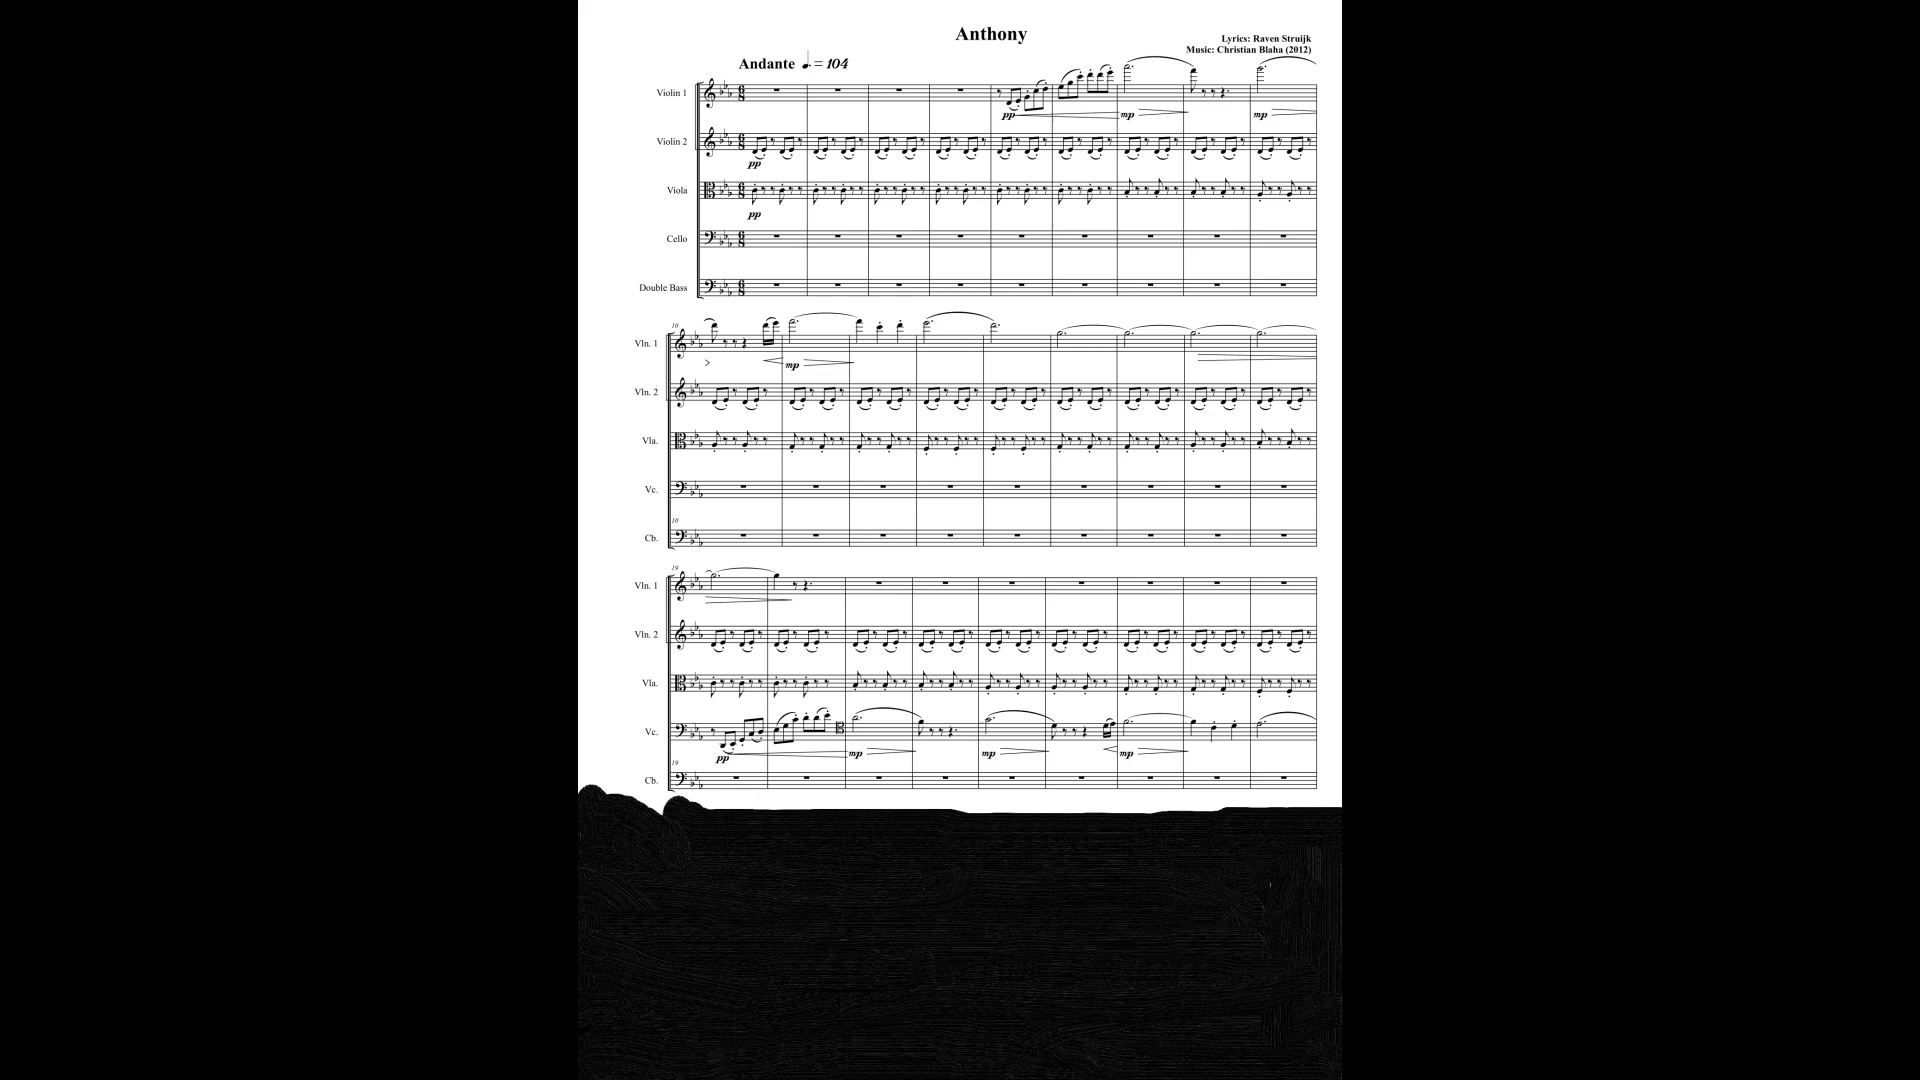 Anthony
Lyrics: Raven Struijk
Music: Christian Blaha (2012)
Andante ♩. = 104
Violin 1
pp
mp
mp
Violin 2
pp
Viola
pp
Cello
Double Bass
10
Vln. 1
mp
Vln. 2
Vla.
Vc.
10
Cb.
19
Vln. 1
Vln. 2
Vla.
Vc.
pp
mp
mp
mp
19
Cb.